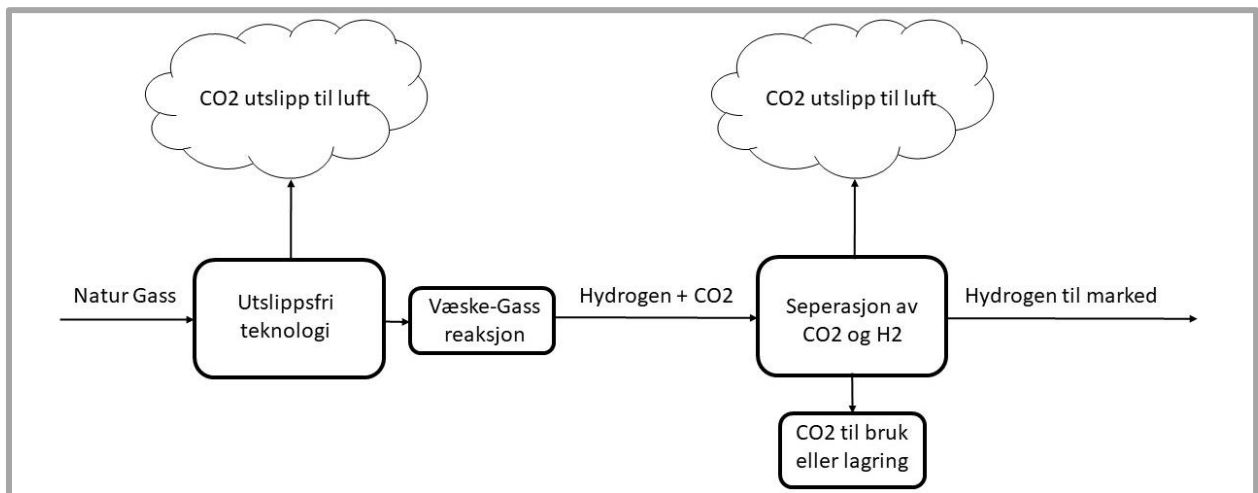 CO2 utslipp til luft
CO2 utslipp til luft
Natur Gass
Utslippsfri
teknologi
Væske-Gass
reaksjon
Hydrogen + CO2
Seperasjon av
CO2 og H2
Hydrogen til marked
CO2 til bruk
eller lagring